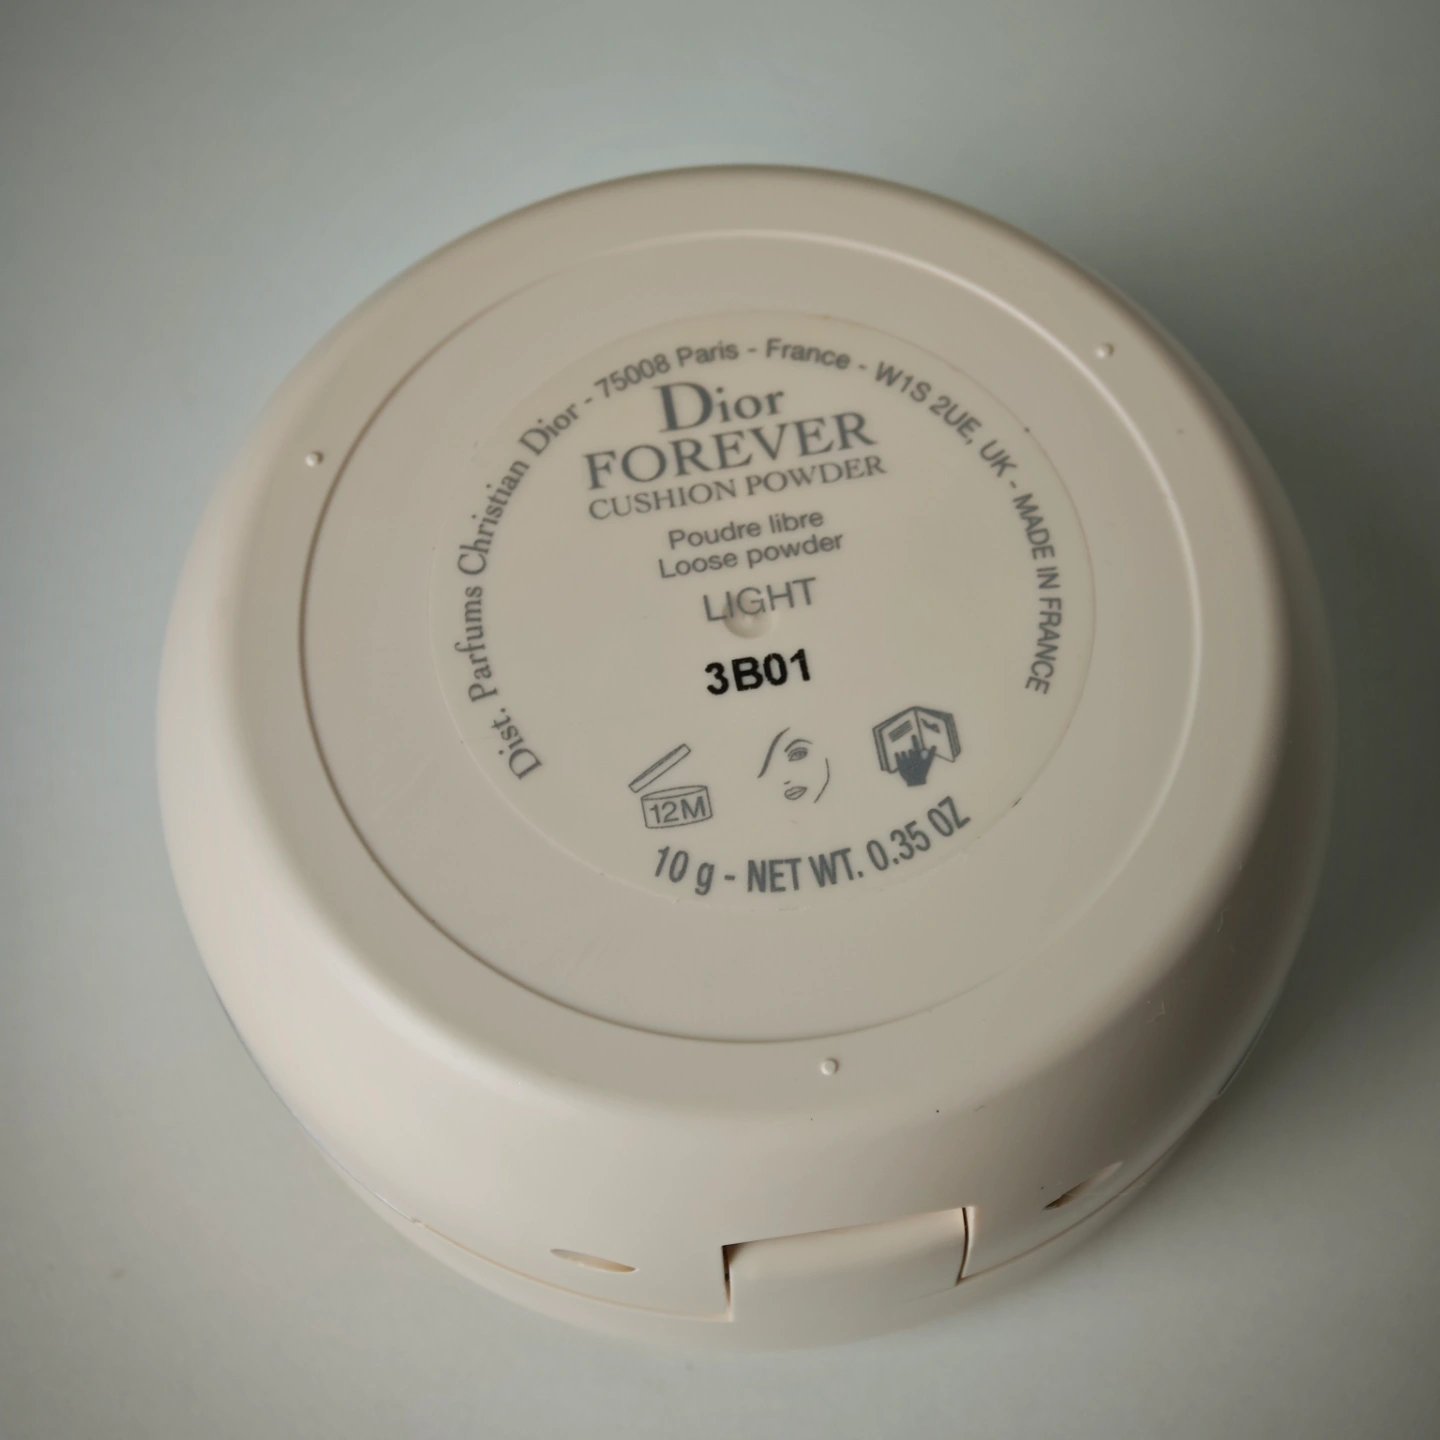 Dist. Parfums Christian Dior - 75008 Paris - France - W1S 2UE, UK - MADE IN FRANCE
Dior
FOREVER
CUSHION POWDER
Poudre libre
Loose powder
LIGHT
3B01
12M
10 g - NET WT. 0.35 OZ